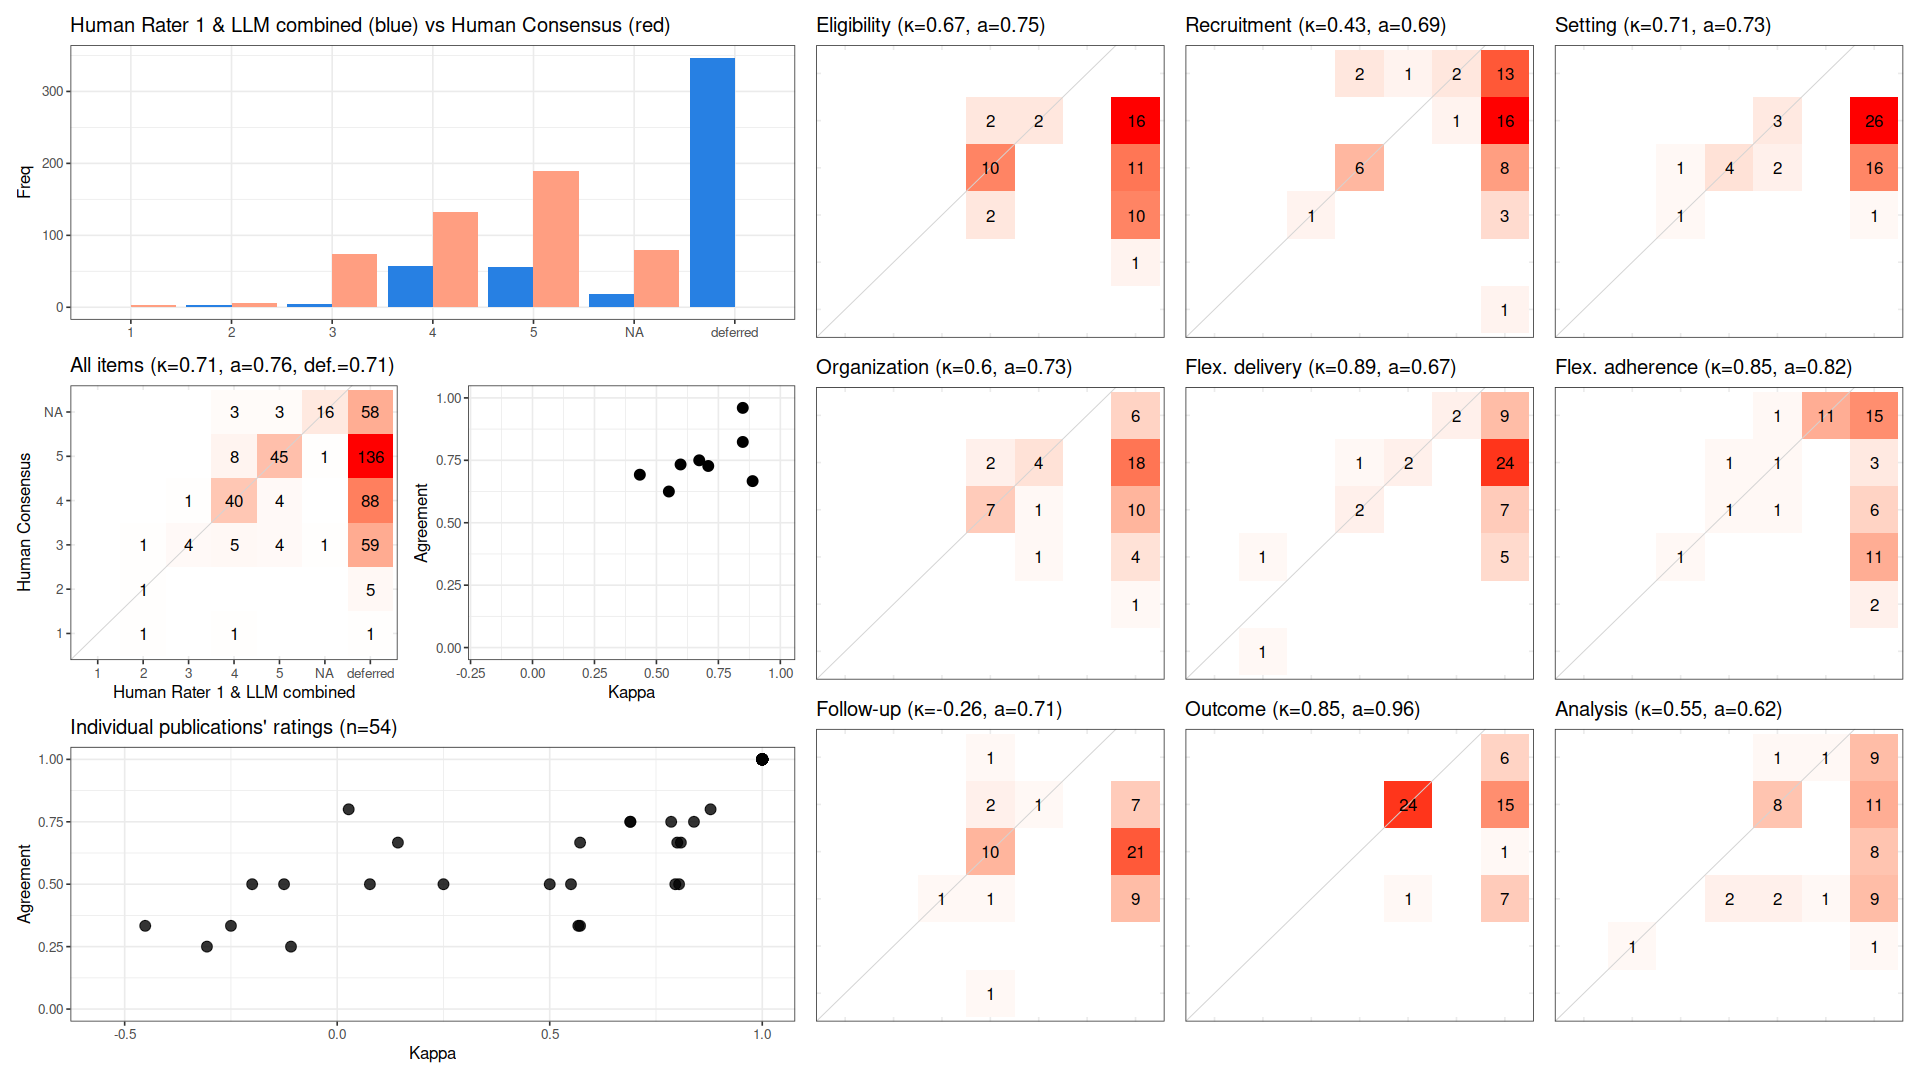 Human Rater 1 & LLM combined (blue) vs Human Consensus (red)
Freq
300
200
100
0
1 2 3 4 5 NA deferred
All items (κ=0.71, a=0.76, def.=0.71)
Human Consensus
NA 3 3 16 58
5 8 45 1 136
4 1 40 4 88
3 1 4 5 4 1 59
2 1 5
1 1 1 1
1 2 3 4 5 NA deferred
Human Rater 1 & LLM combined
Agreement
1.00
0.75
0.50
0.25
0.00
-0.25 0.00 0.25 0.50 0.75 1.00
Kappa
Individual publications' ratings (n=54)
Agreement
1.00
0.75
0.50
0.25
0.00
-0.5 0.0 0.5 1.0
Kappa
Eligibility (κ=0.67, a=0.75)
2 2 16
10 11
2 10
1
Recruitment (κ=0.43, a=0.69)
2 1 2 13
1 16
6 8
1 3
1
Setting (κ=0.71, a=0.73)
3 26
1 4 2 16
1 1
Organization (κ=0.6, a=0.73)
6
2 4 18
7 1 10
1 4
1
Flex. delivery (κ=0.89, a=0.67)
2 9
1 2 24
2 7
1 5
1
Flex. adherence (κ=0.85, a=0.82)
1 11 15
1 1 3
1 1 6
1 11
2
Follow-up (κ=-0.26, a=0.71)
1
2 1 7
10 21
1 1 9
1
Outcome (κ=0.85, a=0.96)
6
24 15
1
1 7
Analysis (κ=0.55, a=0.62)
1 1 9
8 11
8
2 2 1 9
1 1